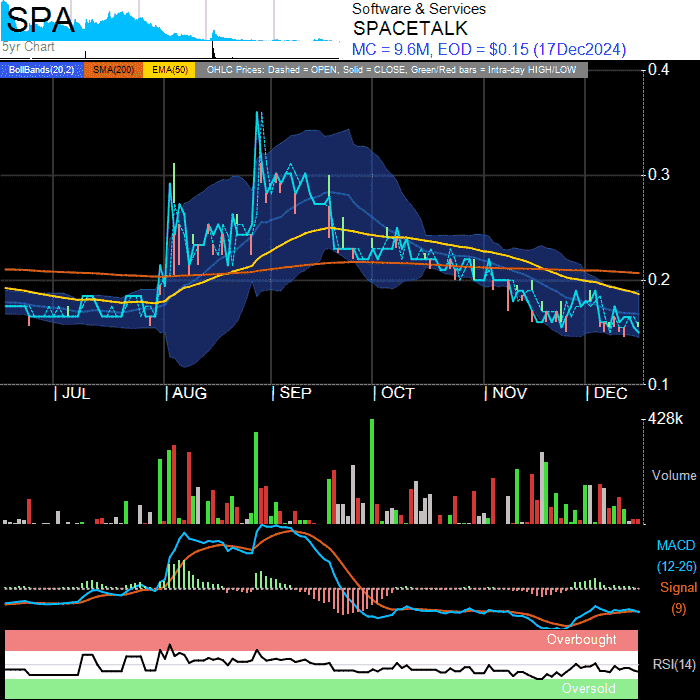 SPA
5yr Chart
Software & Services
SPACETALK
MC = 9.6M, EOD = $0.15 (17Dec2024)
BollBands(20,2) SMA(200) EMA(50) OHLC Prices: Dashed = OPEN, Solid = CLOSE, Green/Red bars = Intra-day HIGH/LOW
0.4
0.3
0.2
0.1
JUL AUG SEP OCT NOV DEC
428k
Volume
MACD
(12-26)
Signal
(9)
Overbought
RSI(14)
Oversold